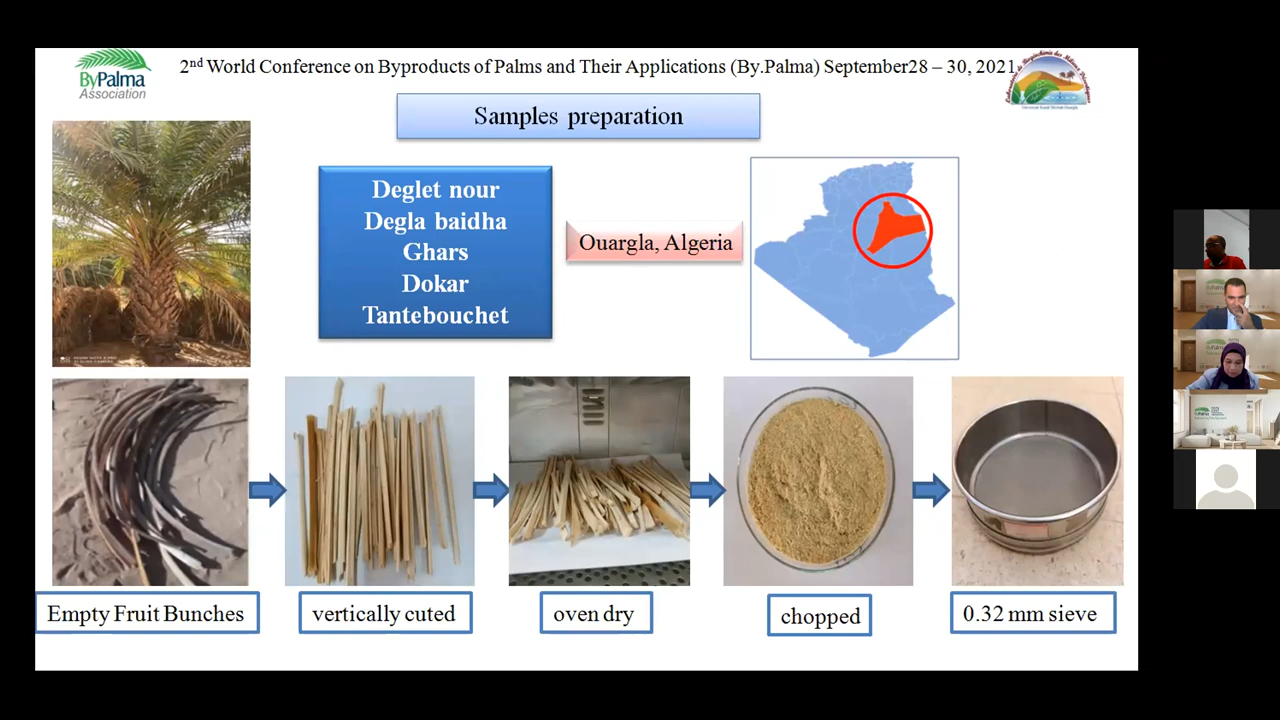 ByPalma
Association
2nd World Conference on Byproducts of Palms and Their Applications (By.Palma) September28 – 30, 2021
Samples preparation
Deglet nour
Degla baidha
Ghars
Dokar
Tantebouchet
Ouargla, Algeria
Empty Fruit Bunches
vertically cuted
oven dry
chopped
0.32 mm sieve